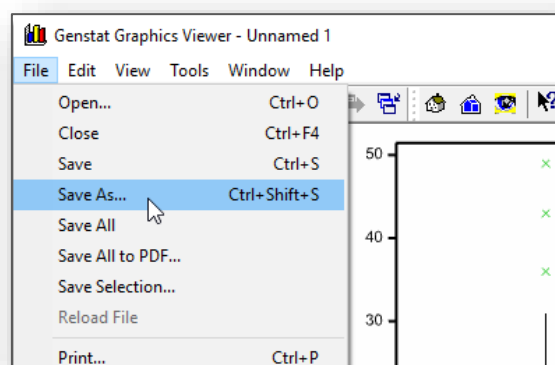 Genstat Graphics Viewer - Unnamed 1
File Edit View Tools Window Help
Open... Ctrl+O
Close Ctrl+F4
Save Ctrl+S
Save As... Ctrl+Shift+S
Save All
Save All to PDF...
Save Selection...
Reload File
Print... Ctrl+P
50
40
30